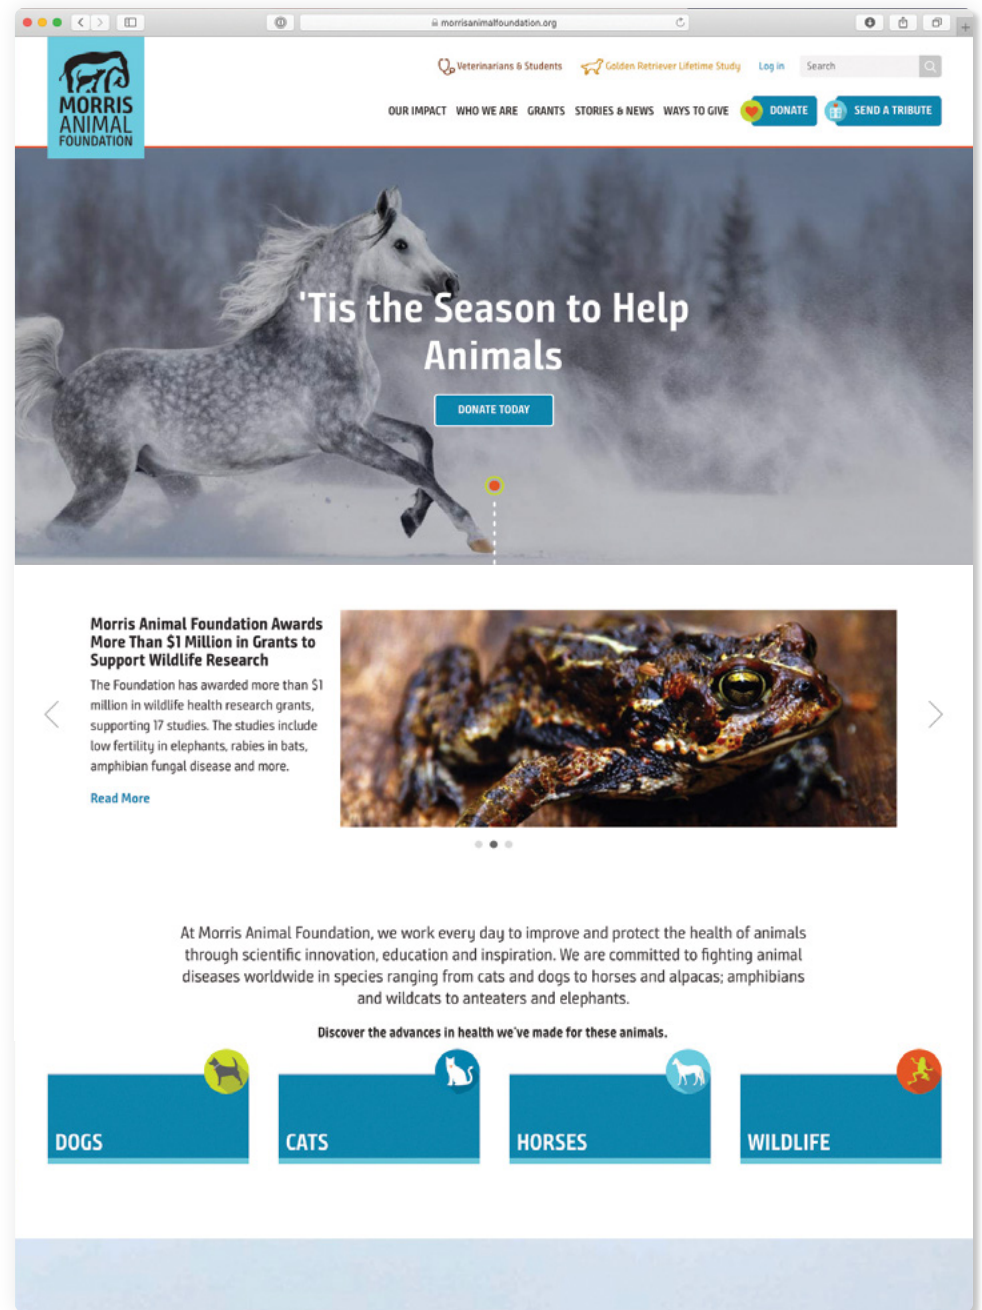 morrisanimalfoundation.org
MORRIS
ANIMAL
FOUNDATION
Veterinarians & Students
Golden Retriever Lifetime Study
Log in
Search
OUR IMPACT
WHO WE ARE
GRANTS
STORIES & NEWS
WAYS TO GIVE
DONATE
SEND A TRIBUTE
'Tis the Season to Help
Animals
DONATE TODAY
Morris Animal Foundation Awards
More Than $1 Million in Grants to
Support Wildlife Research
The Foundation has awarded more than $1
million in wildlife health research grants,
supporting 17 studies. The studies include
low fertility in elephants, rabies in bats,
amphibian fungal disease and more.
Read More
At Morris Animal Foundation, we work every day to improve and protect the health of animals
through scientific innovation, education and inspiration. We are committed to fighting animal
diseases worldwide in species ranging from cats and dogs to horses and alpacas; amphibians
and wildcats to anteaters and elephants.
Discover the advances in health we've made for these animals.
DOGS
CATS
HORSES
WILDLIFE